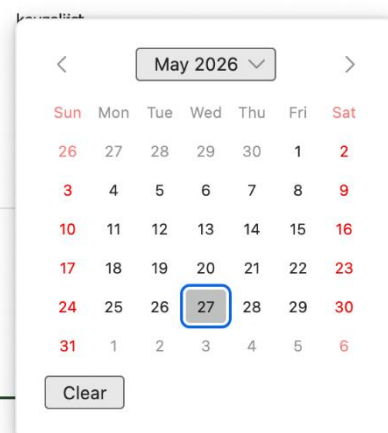 keuzelijst
May 2026
Sun Mon Tue Wed Thu Fri Sat
26 27 28 29 30 1 2
3 4 5 6 7 8 9
10 11 12 13 14 15 16
17 18 19 20 21 22 23
24 25 26 27 28 29 30
31 1 2 3 4 5 6
Clear